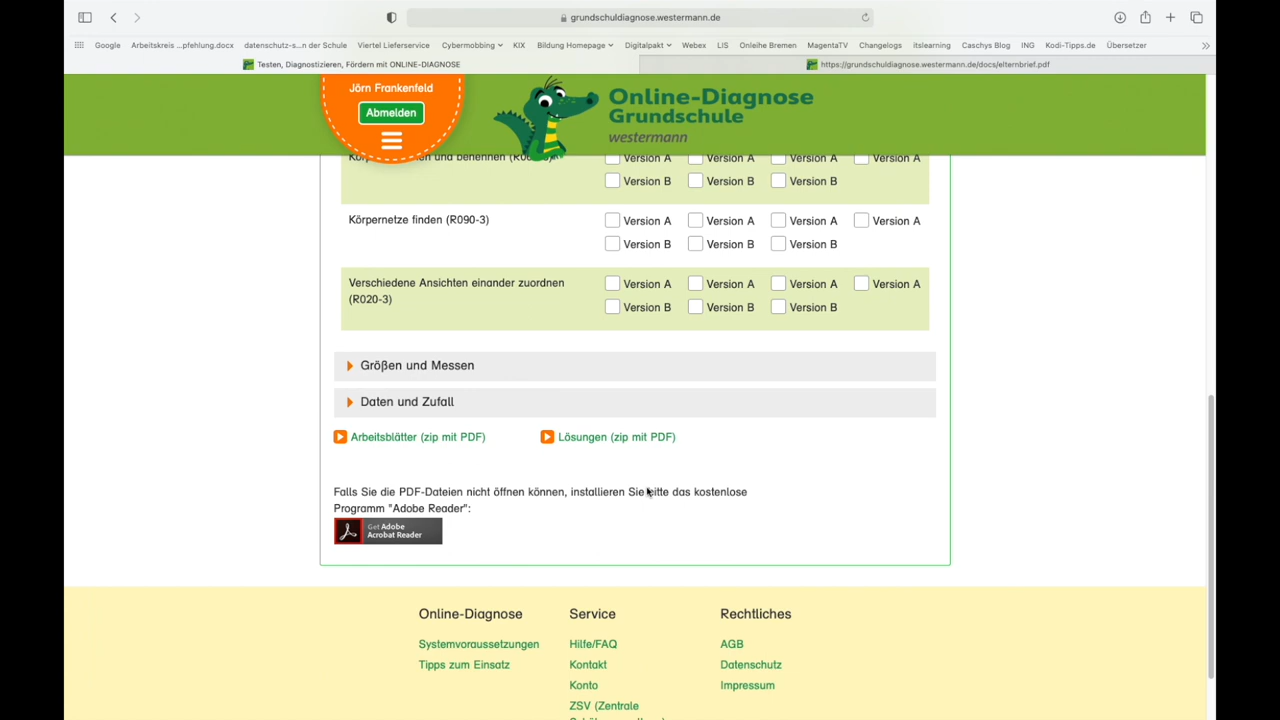 grundschuldiagnose.westermann.de
Google Arbeitskreis ...pfehlung.docx datenschutz-s...n der Schule Viertel Lieferservice Cybermobbing KIX Bildung Homepage Digitalpakt Webex LIS Onleihe Bremen MagentaTV Changelogs itslearning Caschys Blog ING Kodi-Tipps.de Übersetzer
Testen, Diagnostizieren, Fördern mit ONLINE-DIAGNOSE https://grundschuldiagnose.westermann.de/docs/elternbrief.pdf
Jörn Frankenfeld
Abmelden
Online-Diagnose
Grundschule
westermann
und benennen
Version A Version A Version A Version A
Version B Version B Version B
Körpernetze finden (R090-3) Version A Version A Version A Version A
Version B Version B Version B
Verschiedene Ansichten einander zuordnen Version A Version A Version A Version A
(R020-3) Version B Version B Version B
Größen und Messen
Daten und Zufall
Arbeitsblätter (zip mit PDF) Lösungen (zip mit PDF)
Falls Sie die PDF-Dateien nicht öffnen können, installieren Sie bitte das kostenlose
Programm "Adobe Reader":
Get Adobe
Acrobat Reader
Online-Diagnose Service Rechtliches
Systemvoraussetzungen Hilfe/FAQ AGB
Tipps zum Einsatz Kontakt Datenschutz
Konto Impressum
ZSV (Zentrale